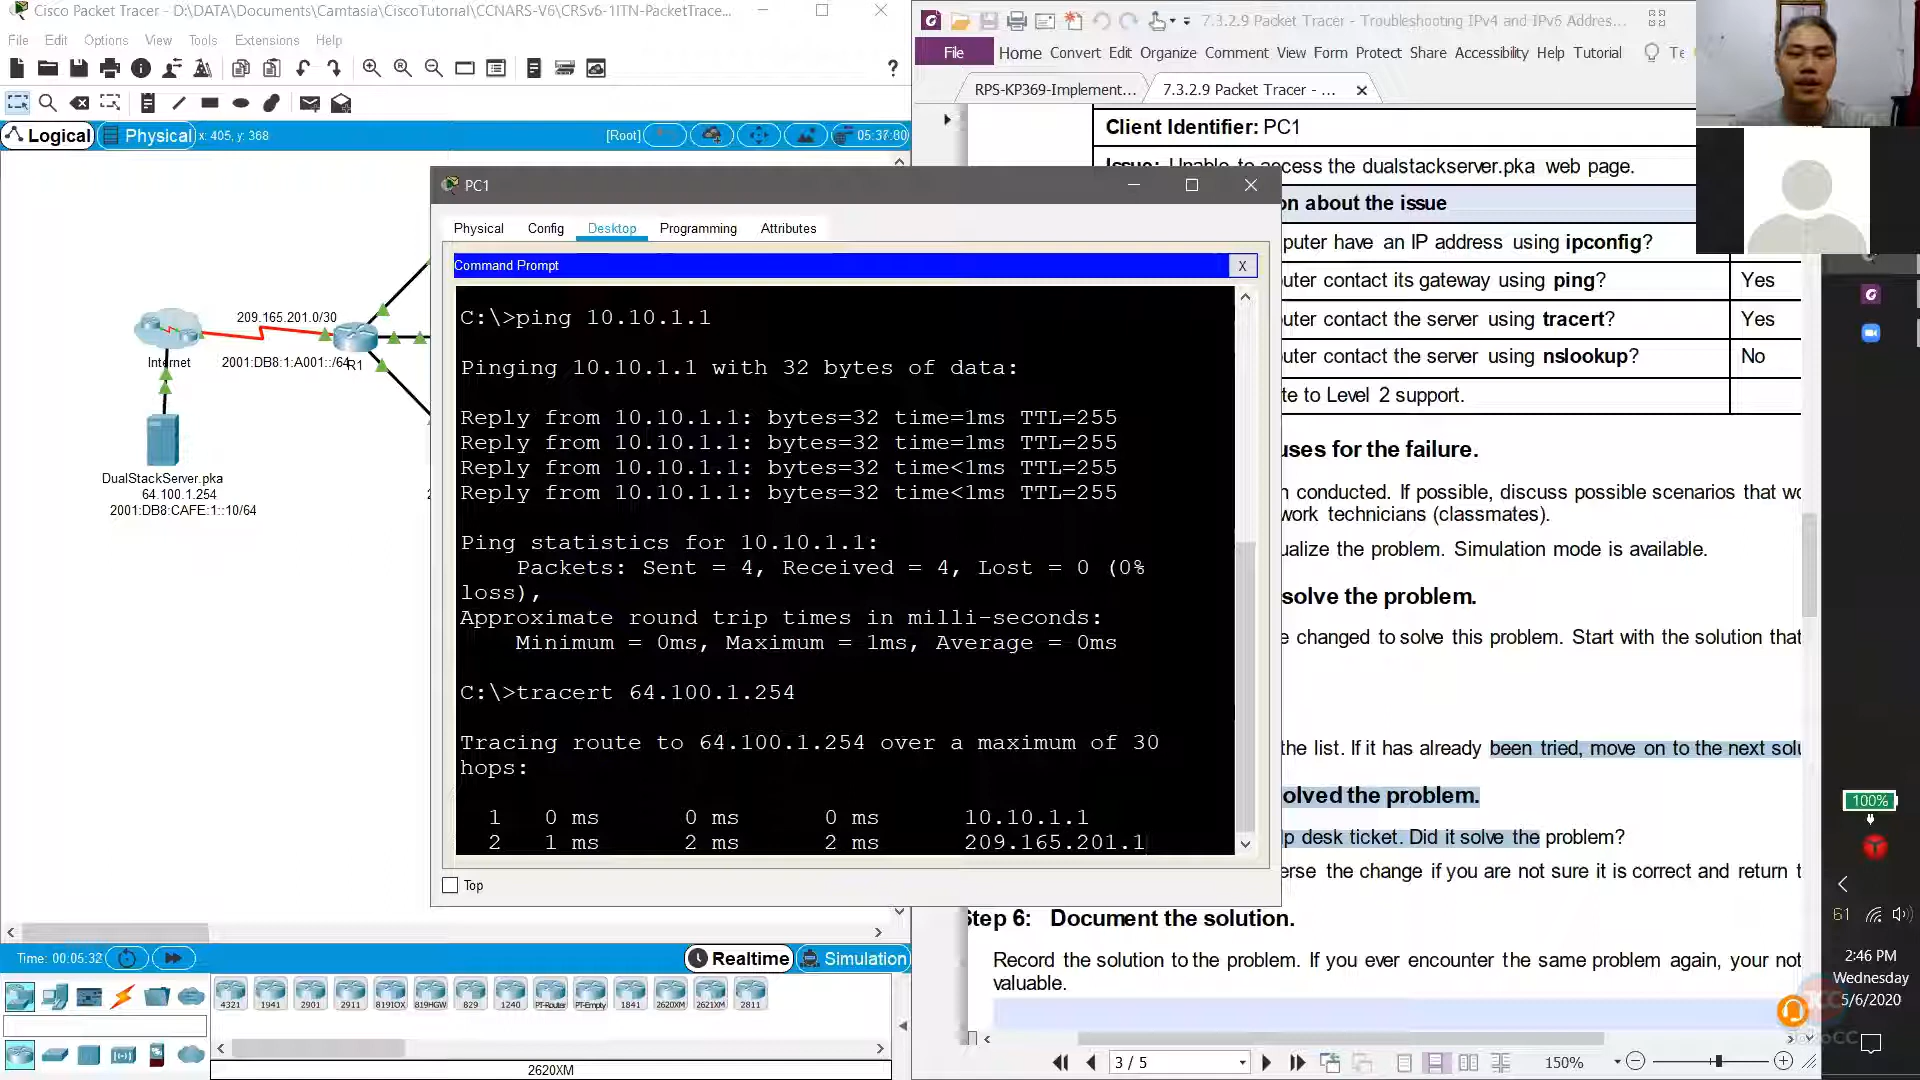 Cisco Packet Tracer - D:\DATA\Documents\Camtasia\CiscoTutorial\CCNARS-V6\CRSv6-1ITN-PacketTrace...
File Edit Options View Tools Extensions Help
Logical
Physical
x: 405, y: 368
[Root]
209.165.201.0/30
Internet
2001:DB8:1:A001::/64
R1
DualStackServer.pka
64.100.1.254
2001:DB8:CAFE:1::10/64
PC1
Physical Config Desktop Programming Attributes
Command Prompt
X
C:\>ping 10.10.1.1
Pinging 10.10.1.1 with 32 bytes of data:
Reply from 10.10.1.1: bytes=32 time=1ms TTL=255
Reply from 10.10.1.1: bytes=32 time=1ms TTL=255
Reply from 10.10.1.1: bytes=32 time<1ms TTL=255
Reply from 10.10.1.1: bytes=32 time<1ms TTL=255
Ping statistics for 10.10.1.1:
Packets: Sent = 4, Received = 4, Lost = 0 (0%
loss),
Approximate round trip times in milli-seconds:
Minimum = 0ms, Maximum = 1ms, Average = 0ms
C:\>tracert 64.100.1.254
Tracing route to 64.100.1.254 over a maximum of 30
hops:
1 0 ms 0 ms 0 ms 10.10.1.1
2 1 ms 2 ms 2 ms 209.165.201.1
Top
Time: 00:05:32
Realtime
Simulation
4321 1941 2901 2911 819IOX 819HGW 829 1240 PT-Router PT-Empty 1841 2620XM 2621XM 2811
2620XM
7.3.2.9 Packet Tracer - Troubleshooting IPv4 and IPv6 Addres...
File Home Convert Edit Organize Comment View Form Protect Share Accessibility Help Tutorial
RPS-KP369-Implement...
7.3.2.9 Packet Tracer - ...
Client Identifier: PC1
Issue: Unable to access the dualstackserver.pka web page.
on about the issue
puter have an IP address using ipconfig?
uter contact its gateway using ping? Yes
uter contact the server using tracert? Yes
uter contact the server using nslookup? No
te to Level 2 support.
uses for the failure.
n conducted. If possible, discuss possible scenarios that wo
work technicians (classmates).
ualize the problem. Simulation mode is available.
solve the problem.
e changed to solve this problem. Start with the solution that
the list. If it has already been tried, move on to the next solu
olved the problem.
lp desk ticket. Did it solve the problem?
erse the change if you are not sure it is correct and return t
Step 6: Document the solution.
Record the solution to the problem. If you ever encounter the same problem again, your not
valuable.
3 / 5
150%
100%
61
2:46 PM
Wednesday
5/6/2020